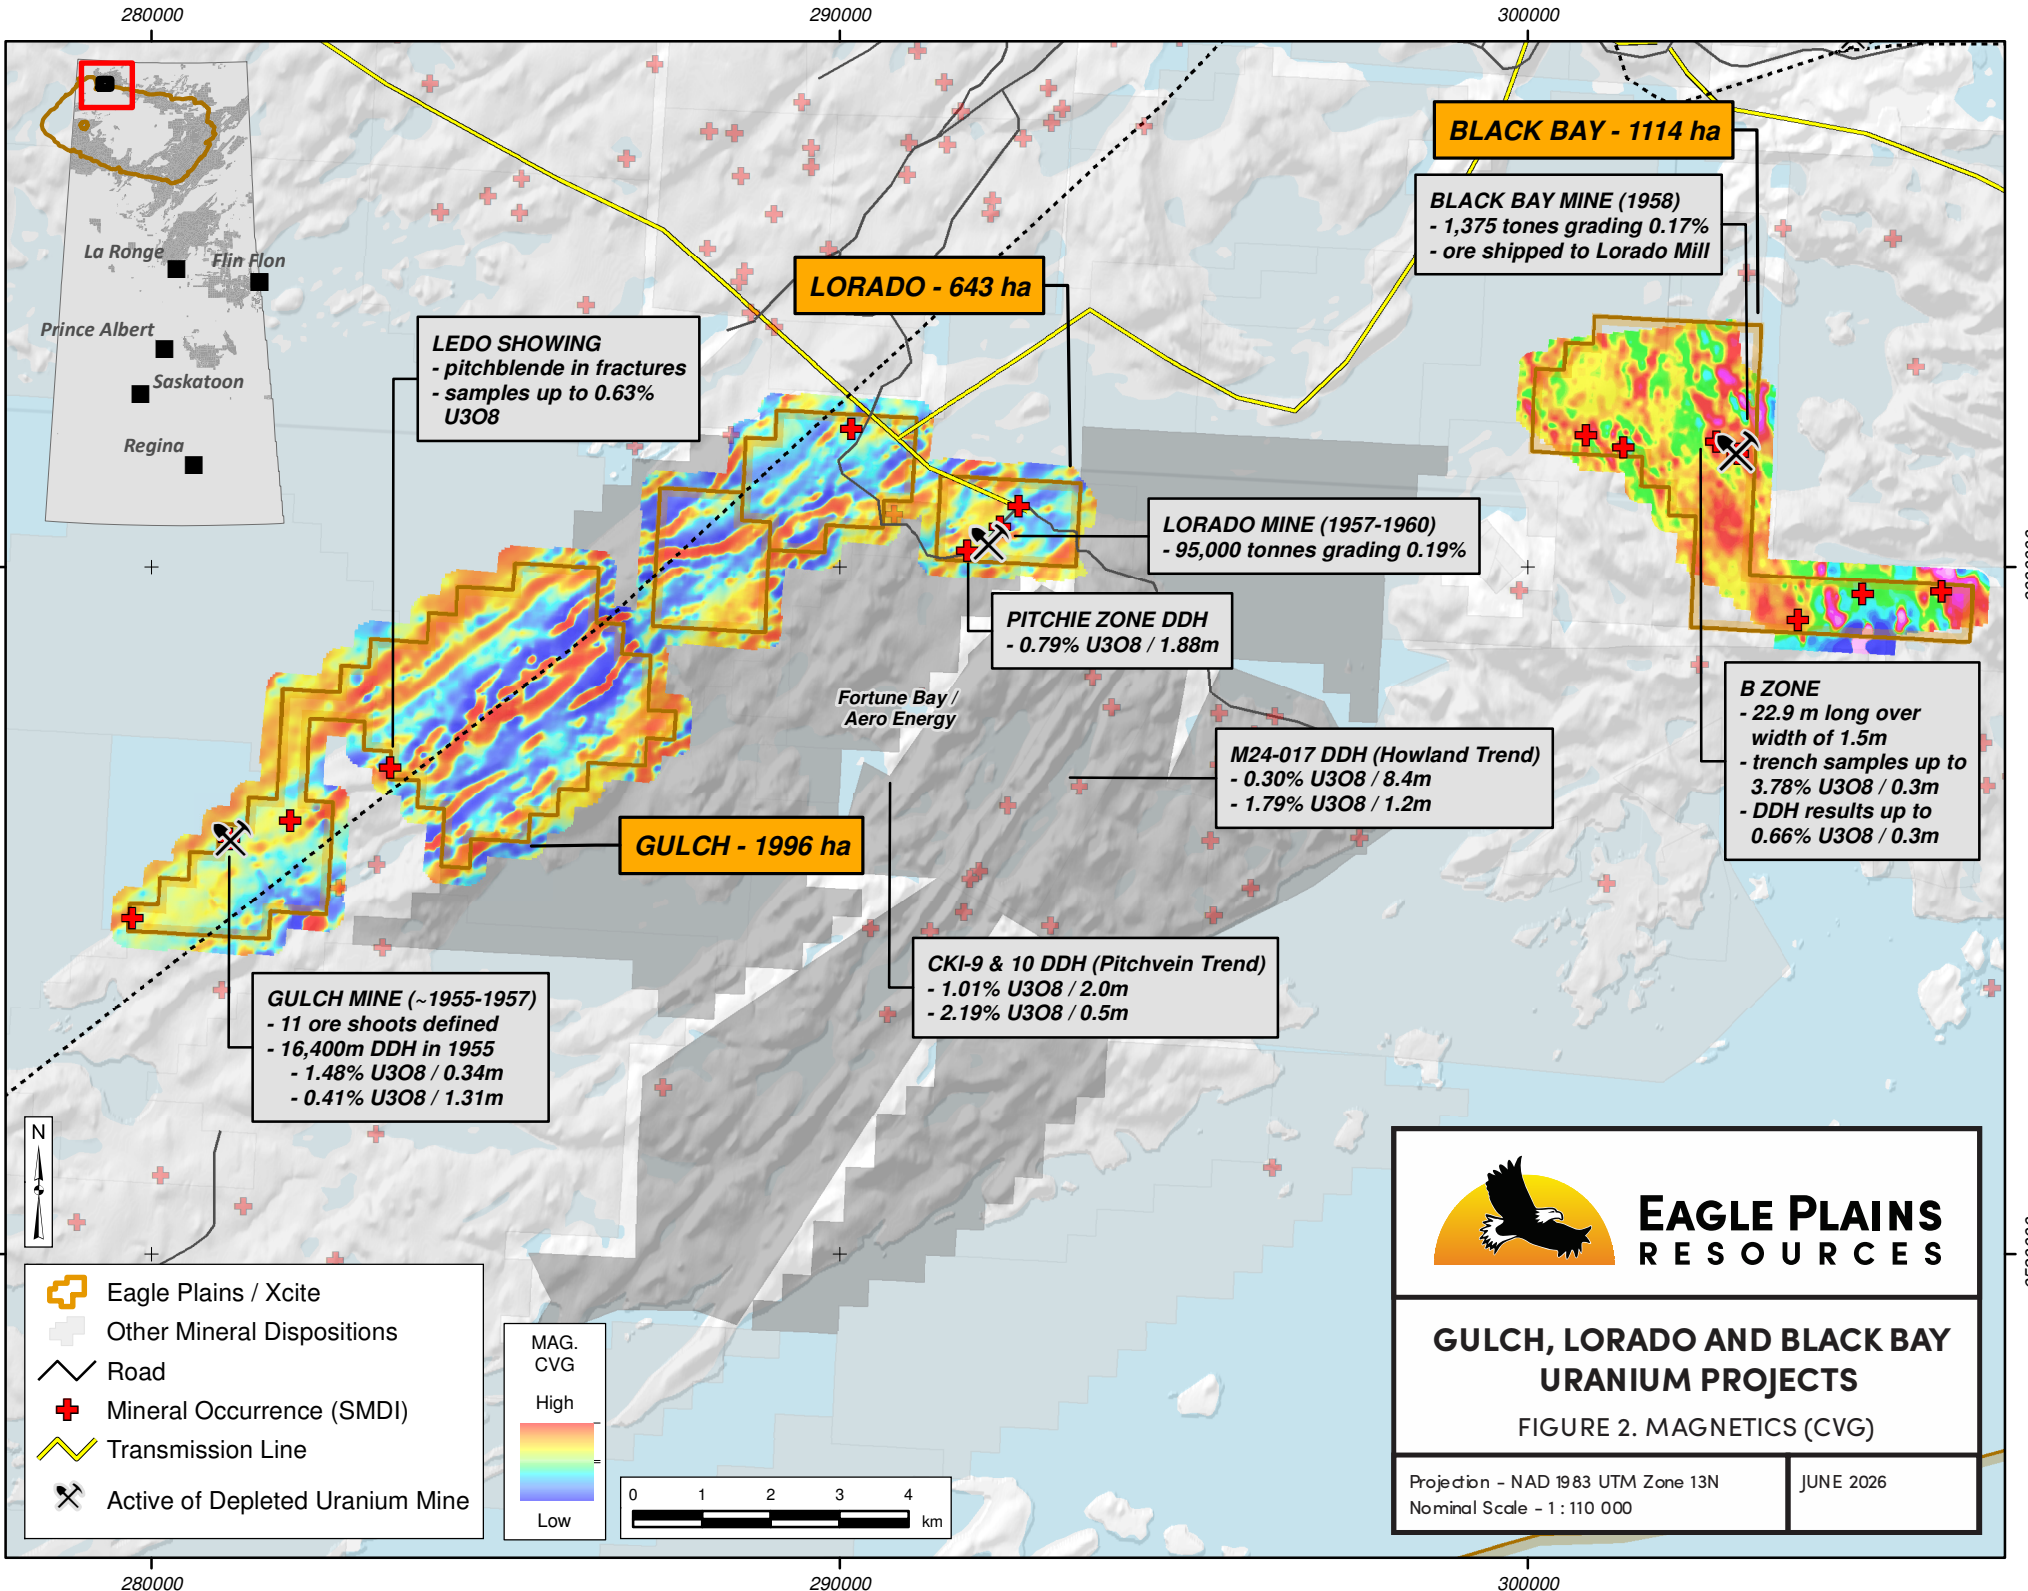 280000
290000
300000
La Ronge
Flin Flon
Prince Albert
Saskatoon
Regina
BLACK BAY - 1114 ha
BLACK BAY MINE (1958)
- 1,375 tones grading 0.17%
- ore shipped to Lorado Mill
LORADO - 643 ha
LEDO SHOWING
- pitchblende in fractures
- samples up to 0.63%
U3O8
LORADO MINE (1957-1960)
- 95,000 tonnes grading 0.19%
PITCHIE ZONE DDH
- 0.79% U3O8 / 1.88m
Fortune Bay /
Aero Energy
B ZONE
- 22.9 m long over
width of 1.5m
- trench samples up to
3.78% U3O8 / 0.3m
- DDH results up to
0.66% U3O8 / 0.3m
M24-017 DDH (Howland Trend)
- 0.30% U3O8 / 8.4m
- 1.79% U3O8 / 1.2m
GULCH - 1996 ha
CKI-9 & 10 DDH (Pitchvein Trend)
- 1.01% U3O8 / 2.0m
- 2.19% U3O8 / 0.5m
GULCH MINE (~1955-1957)
- 11 ore shoots defined
- 16,400m DDH in 1955
- 1.48% U3O8 / 0.34m
- 0.41% U3O8 / 1.31m
N
Eagle Plains / Xcite
Other Mineral Dispositions
Road
Mineral Occurrence (SMDI)
Transmission Line
Active of Depleted Uranium Mine
MAG.
CVG
High
Low
0 1 2 3 4
km
EAGLE PLAINS
RESOURCES
GULCH, LORADO AND BLACK BAY
URANIUM PROJECTS
FIGURE 2. MAGNETICS (CVG)
Projection - NAD 1983 UTM Zone 13N
Nominal Scale - 1 : 110 000
JUNE 2026
280000
290000
300000